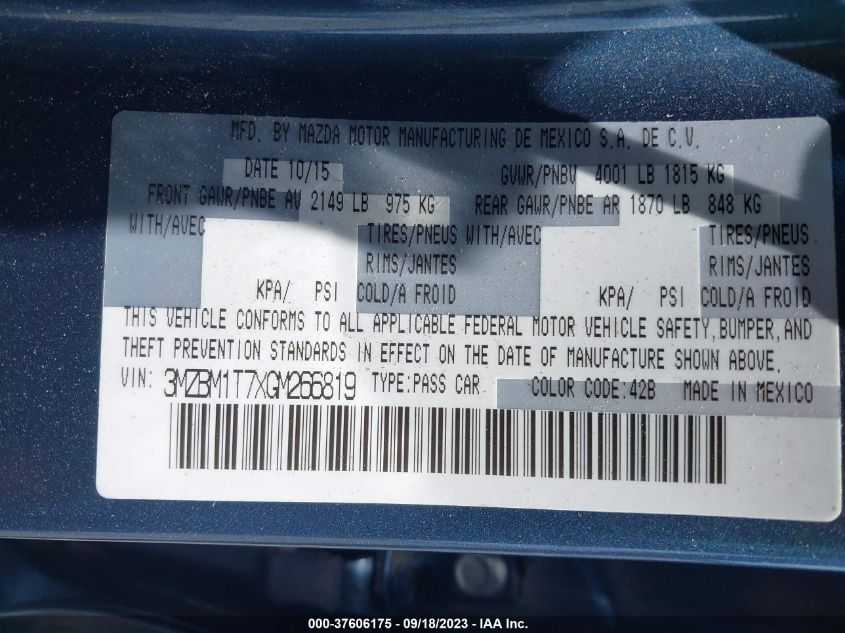 MFD. BY MAZDA MOTOR MANUFACTURING DE MEXICO S.A. DE C.V.
DATE 10/15 GVWR/PNBV 4001 LB 1815 KG
FRONT GAWR/PNBE AV 2149 LB 975 KG REAR GAWR/PNBE AR 1870 LB 848 KG
WITH/AVEC TIRES/PNEUS WITH/AVEC TIRES/PNEUS
RIMS/JANTES RIMS/JANTES
KPA/ PSI COLD/A FROID KPA/ PSI COLD/A FROID
THIS VEHICLE CONFORMS TO ALL APPLICABLE FEDERAL MOTOR VEHICLE SAFETY, BUMPER, AND
THEFT PREVENTION STANDARDS IN EFFECT ON THE DATE OF MANUFACTURE SHOWN ABOVE.
VIN: 3MZBM1T7XGM266819 TYPE:PASS CAR COLOR CODE:42B MADE IN MEXICO
000-37606175 - 09/18/2023 - IAA Inc.